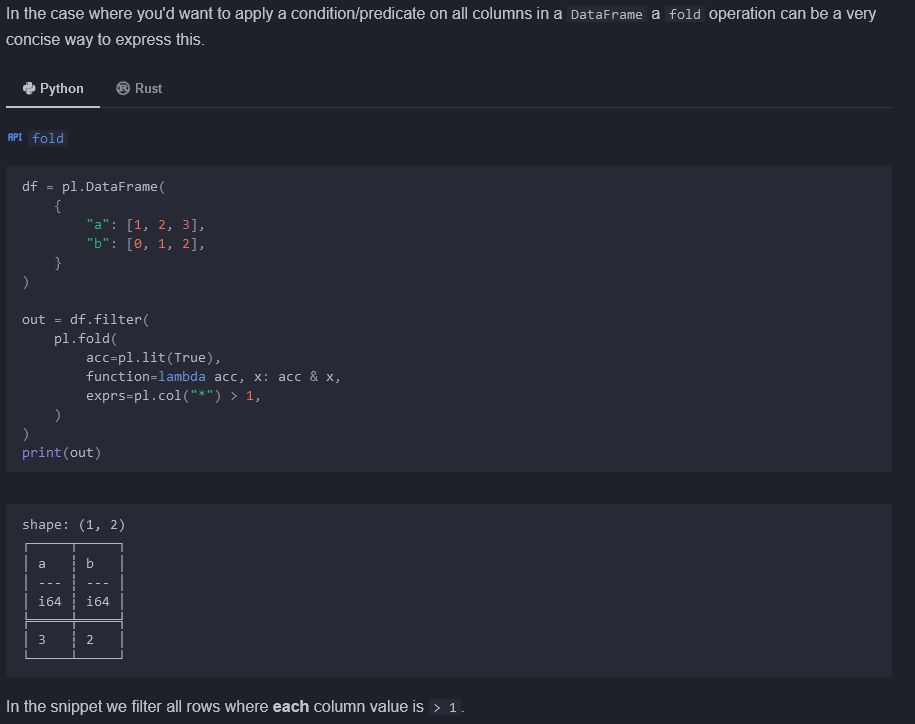 In the case where you'd want to apply a condition/predicate on all columns in a DataFrame a fold operation can be a very
concise way to express this.
Python Rust
API fold
df = pl.DataFrame(
    {
        "a": [1, 2, 3],
        "b": [0, 1, 2],
    }
)
out = df.filter(
    pl.fold(
        acc=pl.lit(True),
        function=lambda acc, x: acc & x,
        exprs=pl.col("*") > 1,
    )
)
print(out)
shape: (1, 2)
┌─────┬─────┐
│ a   ┆ b   │
│ --- ┆ --- │
│ i64 ┆ i64 │
╞═════╪═════╡
│ 3   ┆ 2   │
└─────┴─────┘
In the snippet we filter all rows where each column value is > 1.